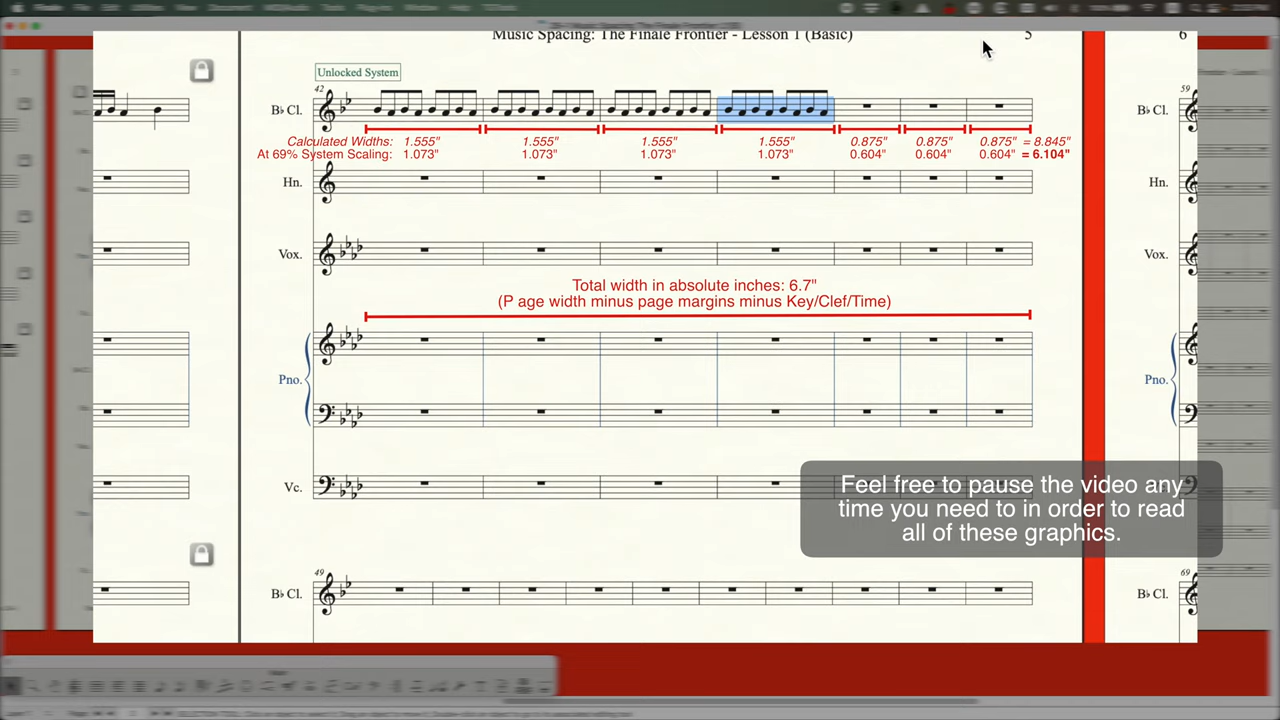 Music Spacing: The Finale Frontier - Lesson 1 (Basic)
5
6
Unlocked System
42
59
B♭ Cl.
B♭ Cl.
Calculated Widths: 1.555" 1.555" 1.555" 1.555" 0.875" 0.875" 0.875" = 8.845"
At 69% System Scaling: 1.073" 1.073" 1.073" 1.073" 0.604" 0.604" 0.604" = 6.104"
Hn.
Hn.
Vox.
Vox.
Total width in absolute inches: 6.7"
(P age width minus page margins minus Key/Clef/Time)
Pno.
Pno.
Vc.
Feel free to pause the video any
time you need to in order to read
all of these graphics.
49
69
B♭ Cl.
B♭ Cl.